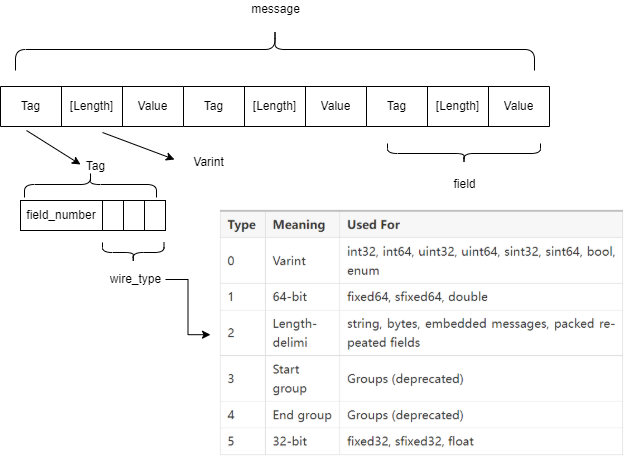 message
Tag [Length] Value Tag [Length] Value Tag [Length] Value
Varint
Tag
field
field_number
wire_type
Type Meaning Used For
0 Varint int32, int64, uint32, uint64, sint32, sint64, bool,
enum
1 64-bit fixed64, sfixed64, double
2 Length-
delimi string, bytes, embedded messages, packed re-
peated fields
3 Start
group Groups (deprecated)
4 End group Groups (deprecated)
5 32-bit fixed32, sfixed32, float